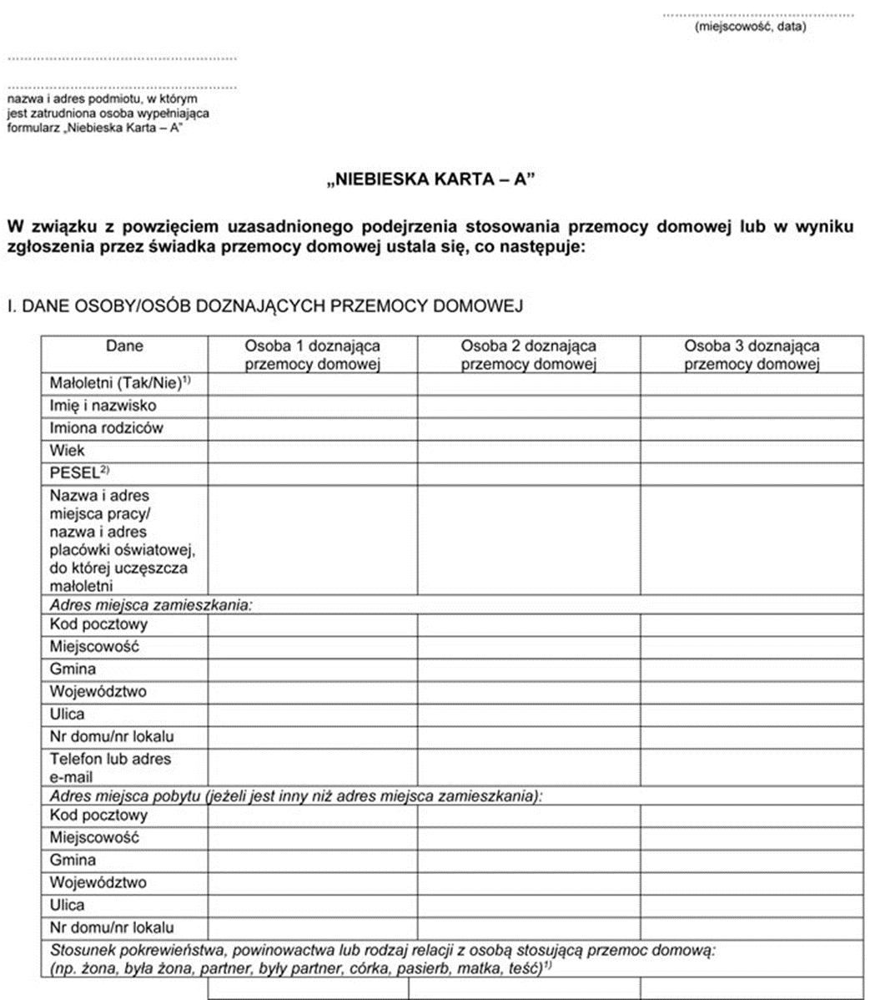 (miejscowość, data)
nazwa i adres podmiotu, w którym
jest zatrudniona osoba wypełniająca
formularz „Niebieska Karta – A”
„NIEBIESKA KARTA – A”
W związku z powzięciem uzasadnionego podejrzenia stosowania przemocy domowej lub w wyniku
zgłoszenia przez świadka przemocy domowej ustala się, co następuje:
I. DANE OSOBY/OSÓB DOZNAJĄCYCH PRZEMOCY DOMOWEJ
Dane
Osoba 1 doznająca
przemocy domowej
Osoba 2 doznająca
przemocy domowej
Osoba 3 doznająca
przemocy domowej
Małoletni (Tak/Nie)1)
Imię i nazwisko
Imiona rodziców
Wiek
PESEL2)
Nazwa i adres
miejsca pracy/
nazwa i adres
placówki oświatowej,
do której uczęszcza
małoletni
Adres miejsca zamieszkania:
Kod pocztowy
Miejscowość
Gmina
Województwo
Ulica
Nr domu/nr lokalu
Telefon lub adres
e-mail
Adres miejsca pobytu (jeżeli jest inny niż adres miejsca zamieszkania):
Kod pocztowy
Miejscowość
Gmina
Województwo
Ulica
Nr domu/nr lokalu
Stosunek pokrewieństwa, powinowactwa lub rodzaj relacji z osobą stosującą przemoc domową:
(np. żona, była żona, partner, były partner, córka, pasierb, matka, teść)1)